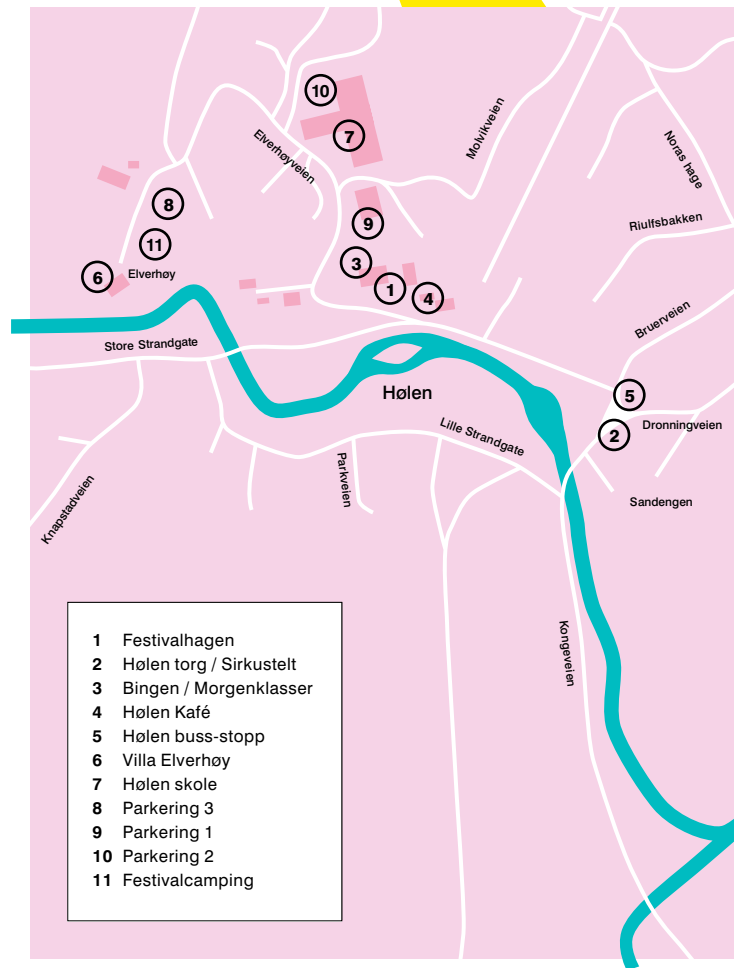 10
Elverhøyveien
7
Molvikveien
Noras hage
8
9
Riulfsbakken
11
3
6
Elverhøy
1
4
Bruerveien
Store Strandgate
Hølen
5
2
Dronningveien
Lille Strandgate
Knapstadveien
Parkveien
Sandengen
Kongeveien
1 Festivalhagen
2 Hølen torg / Sirkustelt
3 Bingen / Morgenklasser
4 Hølen Kafé
5 Hølen buss-stopp
6 Villa Elverhøy
7 Hølen skole
8 Parkering 3
9 Parkering 1
10 Parkering 2
11 Festivalcamping